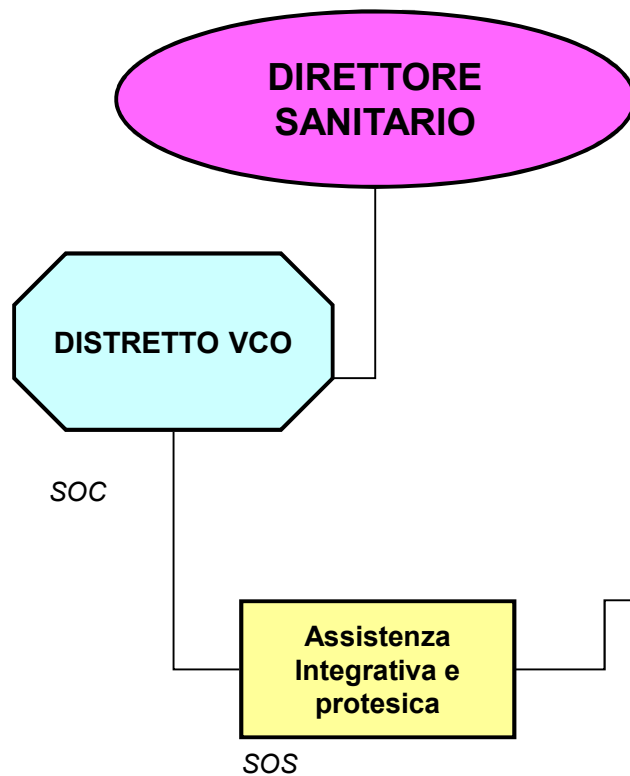 DIRETTORE
SANITARIO
DISTRETTO VCO
SOC
Assistenza
Integrativa e
protesica
SOS